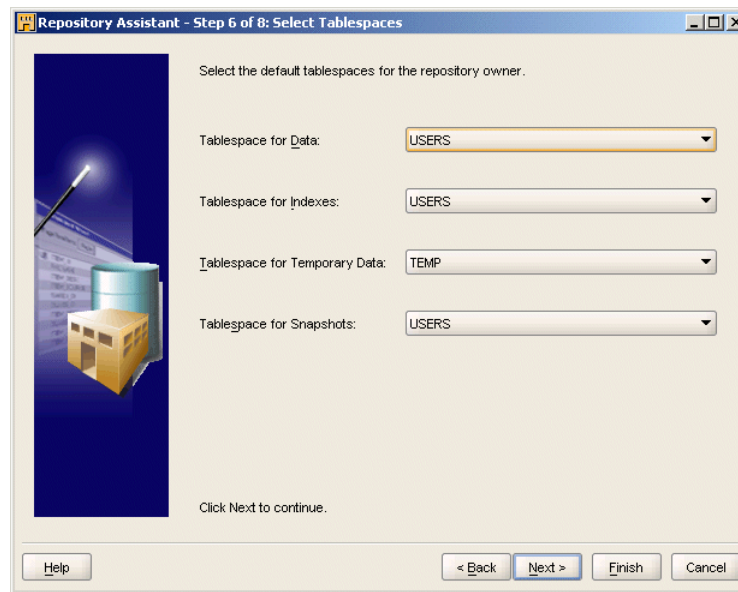 Repository Assistant - Step 6 of 8: Select Tablespaces
Select the default tablespaces for the repository owner.
Tablespace for Data: USERS
Tablespace for Indexes: USERS
Tablespace for Temporary Data: TEMP
Tablespace for Snapshots: USERS
Click Next to continue.
Help < Back Next > Finish Cancel